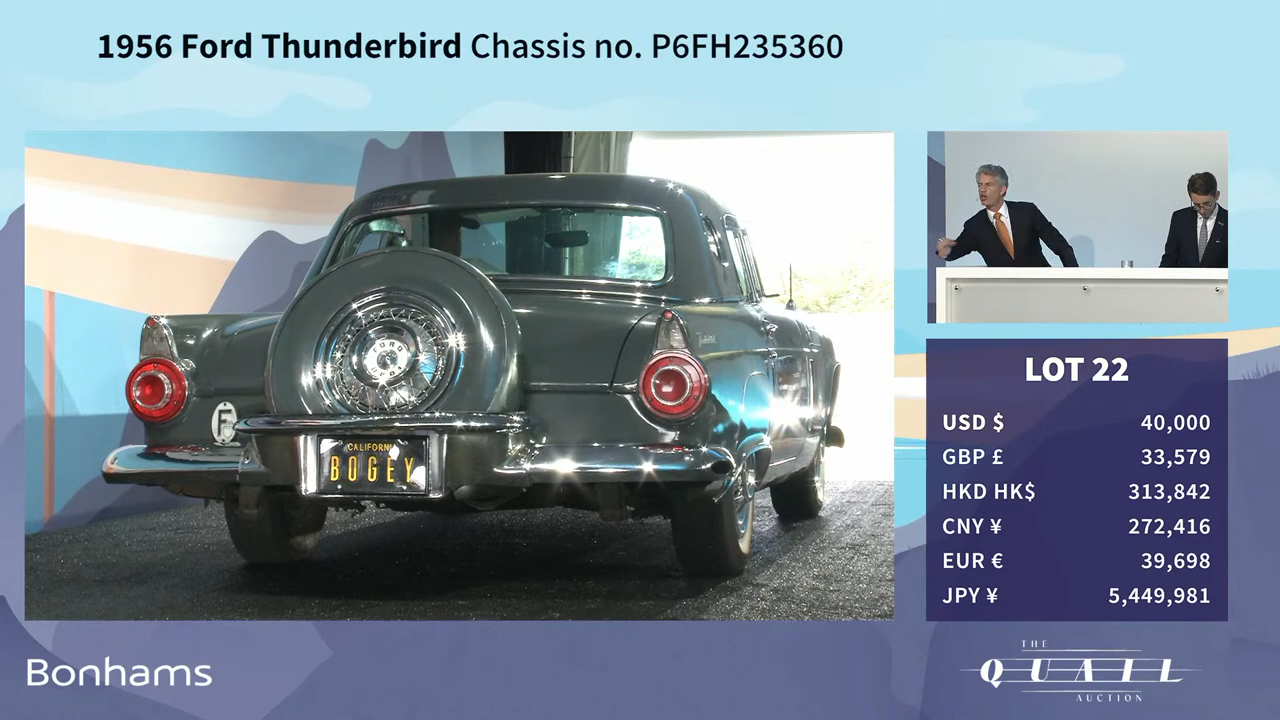 1956 Ford Thunderbird Chassis no. P6FH235360
FORD
F
CALIFORNIA
BOGEY
LOT 22
USD $ 40,000
GBP £ 33,579
HKD HK$ 313,842
CNY ¥ 272,416
EUR € 39,698
JPY ¥ 5,449,981
Bonhams
THE
QUAIL
AUCTION